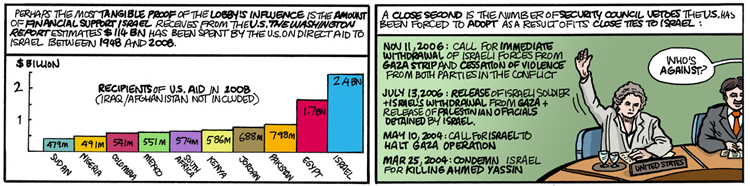 PERHAPS THE MOST TANGIBLE PROOF OF THE LOBBY'S INFLUENCE IS THE AMOUNT
OF FINANCIAL SUPPORT ISRAEL RECEIVES FROM THE U.S. THE WASHINGTON
REPORT ESTIMATES $114 BN HAS BEEN SPENT BY THE U.S. ON DIRECT AID TO
ISRAEL BETWEEN 1948 AND 2008.
$ BILLION
RECIPIENTS OF U.S. AID IN 2008
(IRAQ, AFGHANISTAN NOT INCLUDED)
2
1
479M
491M
541M
551M
574M
586M
688M
798M
1.7BN
2.4BN
SUDAN
NIGERIA
COLOMBIA
MEXICO
SOUTH AFRICA
KENYA
JORDAN
PAKISTAN
EGYPT
ISRAEL
A CLOSE SECOND IS THE NUMBER OF SECURITY COUNCIL VETOES THE U.S. HAS
BEEN FORCED TO ADOPT AS A RESULT OF ITS CLOSE TIES TO ISRAEL:
NOV 11, 2006: CALL FOR IMMEDIATE
WITHDRAWAL OF ISRAELI FORCES FROM
GAZA STRIP AND CESSATION OF VIOLENCE
FROM BOTH PARTIES IN THE CONFLICT
JULY 13, 2006: RELEASE OF ISRAELI SOLDIER
+ ISRAEL'S WITHDRAWAL FROM GAZA +
RELEASE OF PALESTINIAN OFFICIALS
DETAINED BY ISRAEL.
MAY 10, 2004: CALL FOR ISRAEL TO
HALT GAZA OPERATION
MAR 25, 2004: CONDEMN ISRAEL
FOR KILLING AHMED YASSIN
WHO'S
AGAINST?
UNITED STATES